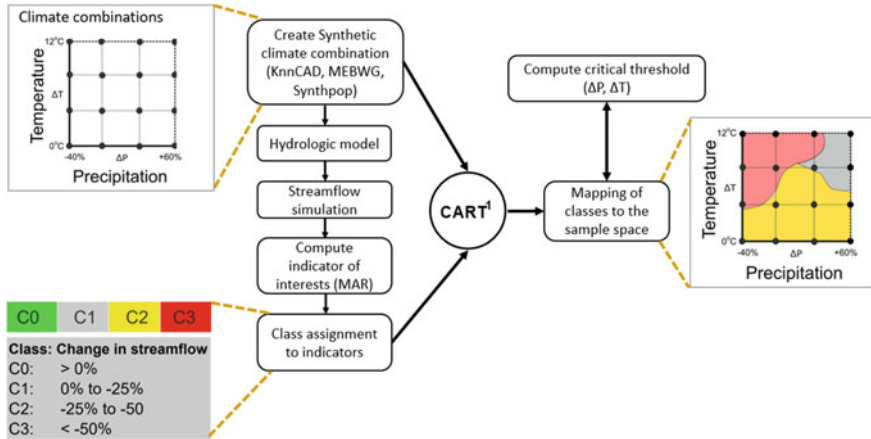 Climate combinations
12°C
Temperature
ΔT
0°C
-40%
ΔP
+60%
Precipitation
Create Synthetic
climate combination
(KnnCAD, MEBWG,
Synthpop)
Hydrologic model
Streamflow
simulation
Compute
indicator of
interests (MAR)
Class assignment
to indicators
C0 C1 C2 C3
Class: Change in streamflow
C0: > 0%
C1: 0% to -25%
C2: -25% to -50
C3: < -50%
CART¹
Compute critical threshold
(ΔP, ΔT)
Mapping of
classes to the
sample space
12°C
Temperature
ΔT
0°C
-40%
ΔP
+60%
Precipitation